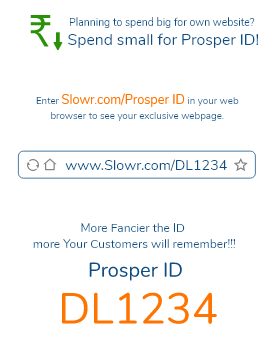 ₹ Planning to spend big for own website?
Spend small for Prosper ID!
Enter Slowr.com/Prosper ID in your web
browser to see your exclusive webpage.
www.Slowr.com/DL1234
More Fancier the ID
more Your Customers will remember!!!
Prosper ID
DL1234